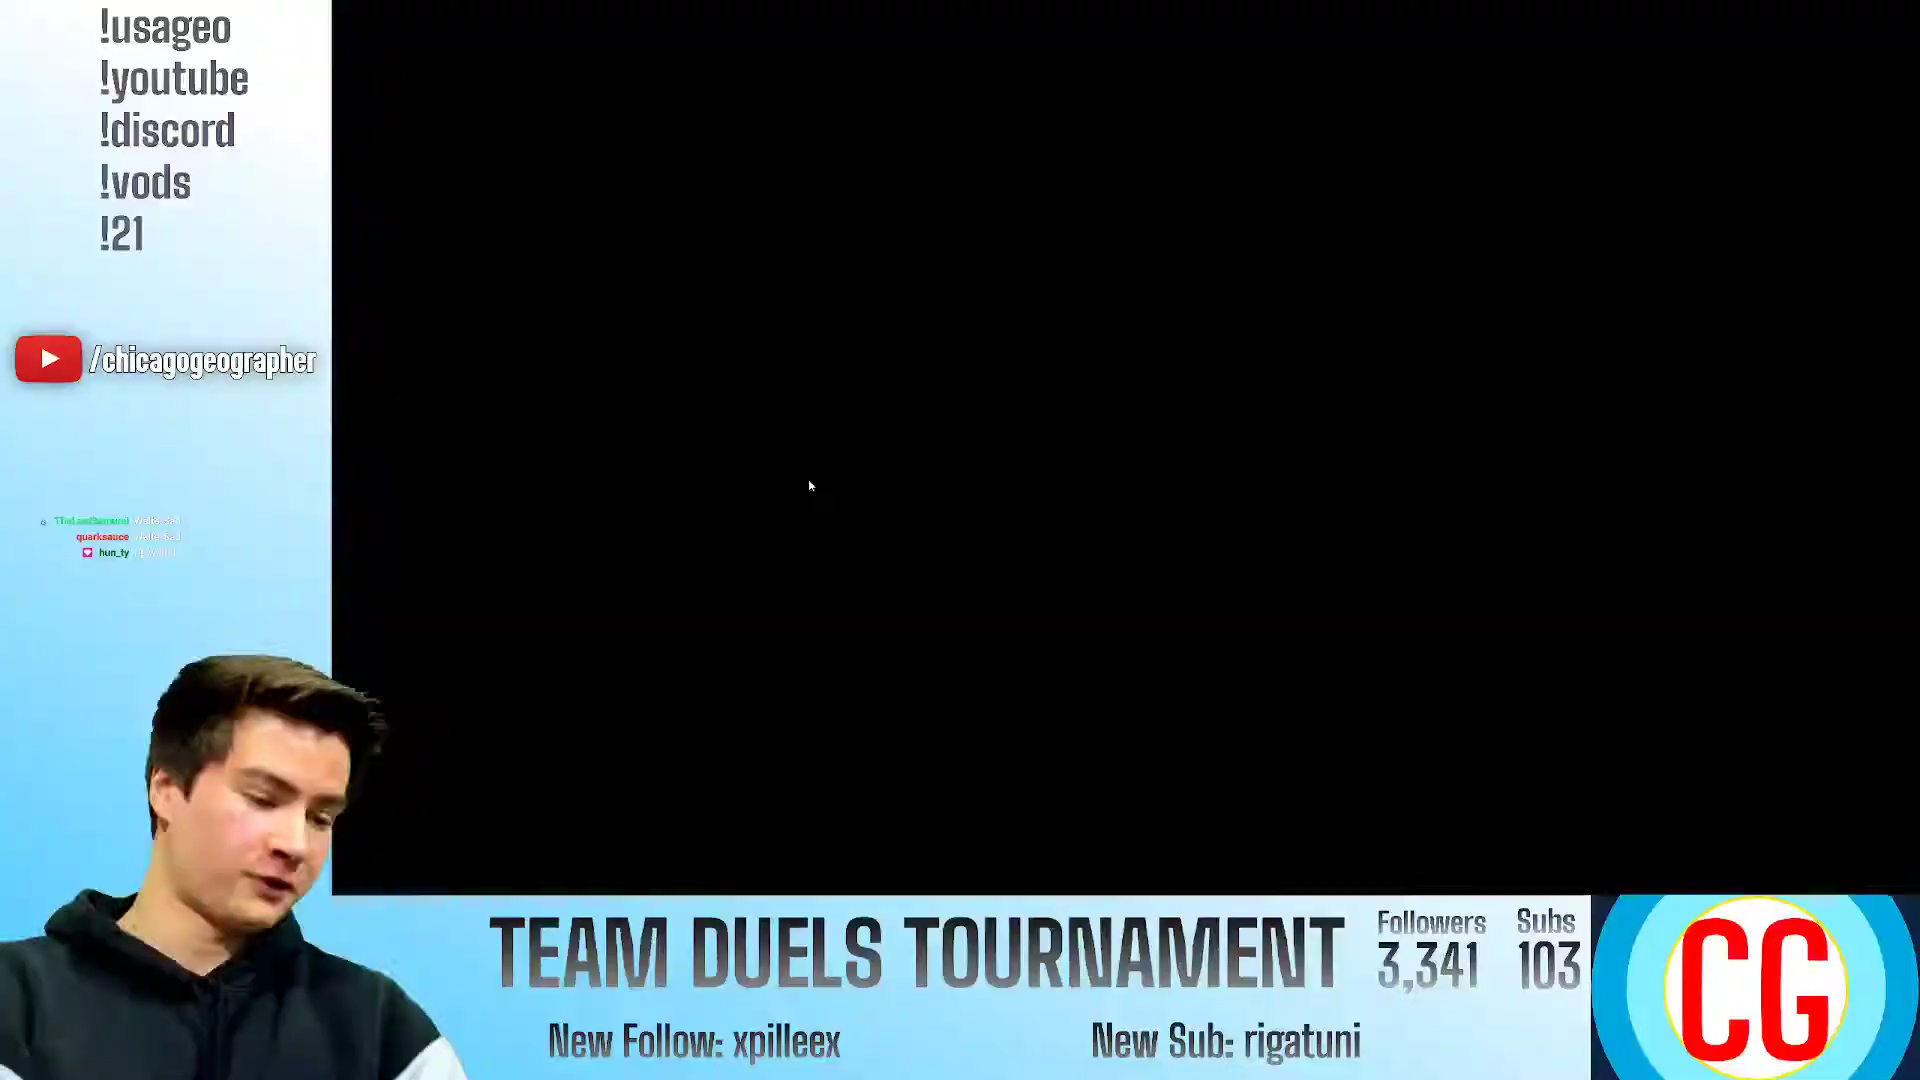 !usageo
!youtube
!discord
!vods
!21
/chicagogeographer
quarksauce
hun_ty
TEAM DUELS TOURNAMENT
Followers
3,341
Subs
103
New Follow: xpilleex
New Sub: rigatuni
CG